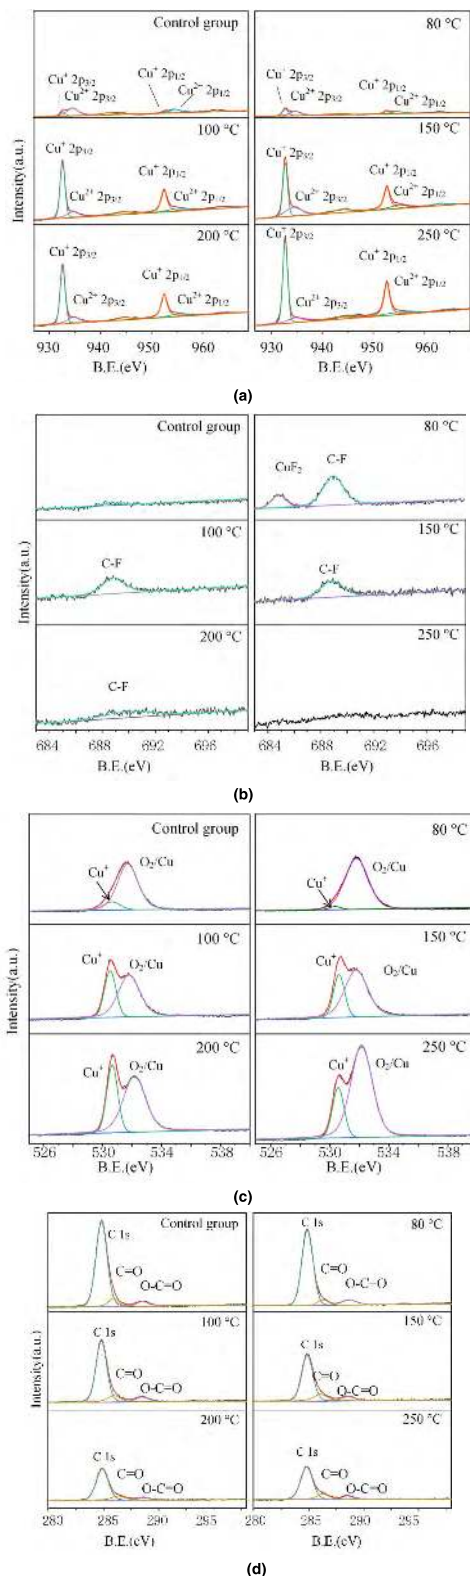 Control group
Cu⁺ 2p3/2
Cu²⁺ 2p3/2
Cu⁺ 2p1/2
Cu²⁺ 2p1/2
80 °C
Cu⁺ 2p3/2
Cu²⁺ 2p3/2
Cu⁺ 2p1/2
Cu²⁺ 2p1/2
100 °C
Cu⁺ 2p3/2
Cu²⁺ 2p3/2
Cu⁺ 2p1/2
Cu²⁺ 2p1/2
150 °C
Cu⁺ 2p3/2
Cu²⁺ 2p3/2
Cu⁺ 2p1/2
Cu²⁺ 2p1/2
200 °C
Cu⁺ 2p3/2
Cu²⁺ 2p3/2
Cu⁺ 2p1/2
Cu²⁺ 2p1/2
250 °C
Cu⁺ 2p3/2
Cu²⁺ 2p3/2
Cu⁺ 2p1/2
Cu²⁺ 2p1/2
Intensity(a.u.)
930 940 950 960
930 940 950 960
B.E.(eV)
B.E.(eV)
(a)
Control group
80 °C
CuF2
C-F
100 °C
C-F
150 °C
C-F
200 °C
C-F
250 °C
Intensity(a.u.)
684 688 692 696
684 688 692 696
B.E.(eV)
B.E.(eV)
(b)
Control group
Cu⁺
O2/Cu
80 °C
Cu⁺
O2/Cu
100 °C
Cu⁺
O2/Cu
150 °C
Cu⁺
O2/Cu
200 °C
Cu⁺
O2/Cu
250 °C
Cu⁺
O2/Cu
Intensity(a.u.)
526 530 534 538
526 530 534 538
B.E.(eV)
B.E.(eV)
(c)
Control group
C 1s
C=O
O-C=O
80 °C
C 1s
C=O
O-C=O
100 °C
C 1s
C=O
O-C=O
150 °C
C 1s
C=O
O-C=O
200 °C
C 1s
C=O
O-C=O
250 °C
C 1s
C=O
O-C=O
Intensity(a.u.)
280 285 290 295
280 285 290 295
B.E.(eV)
B.E.(eV)
(d)